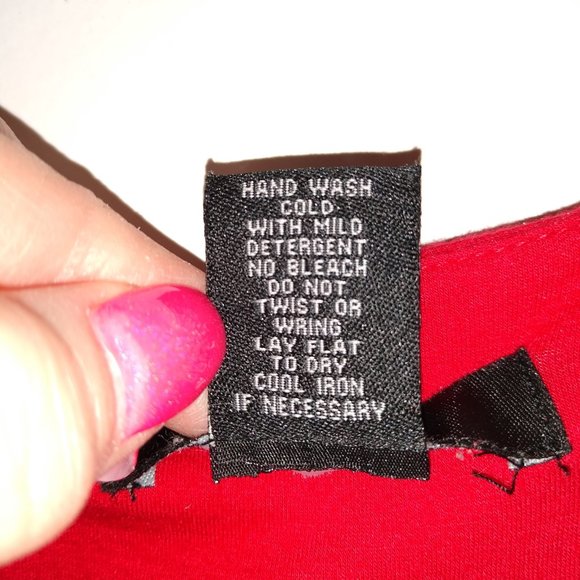 HAND WASH
COLD
WITH MILD
DETERGENT
NO BLEACH
DO NOT
TWIST OR
WRING
LAY FLAT
TO DRY
COOL IRON
IF NECESSARY